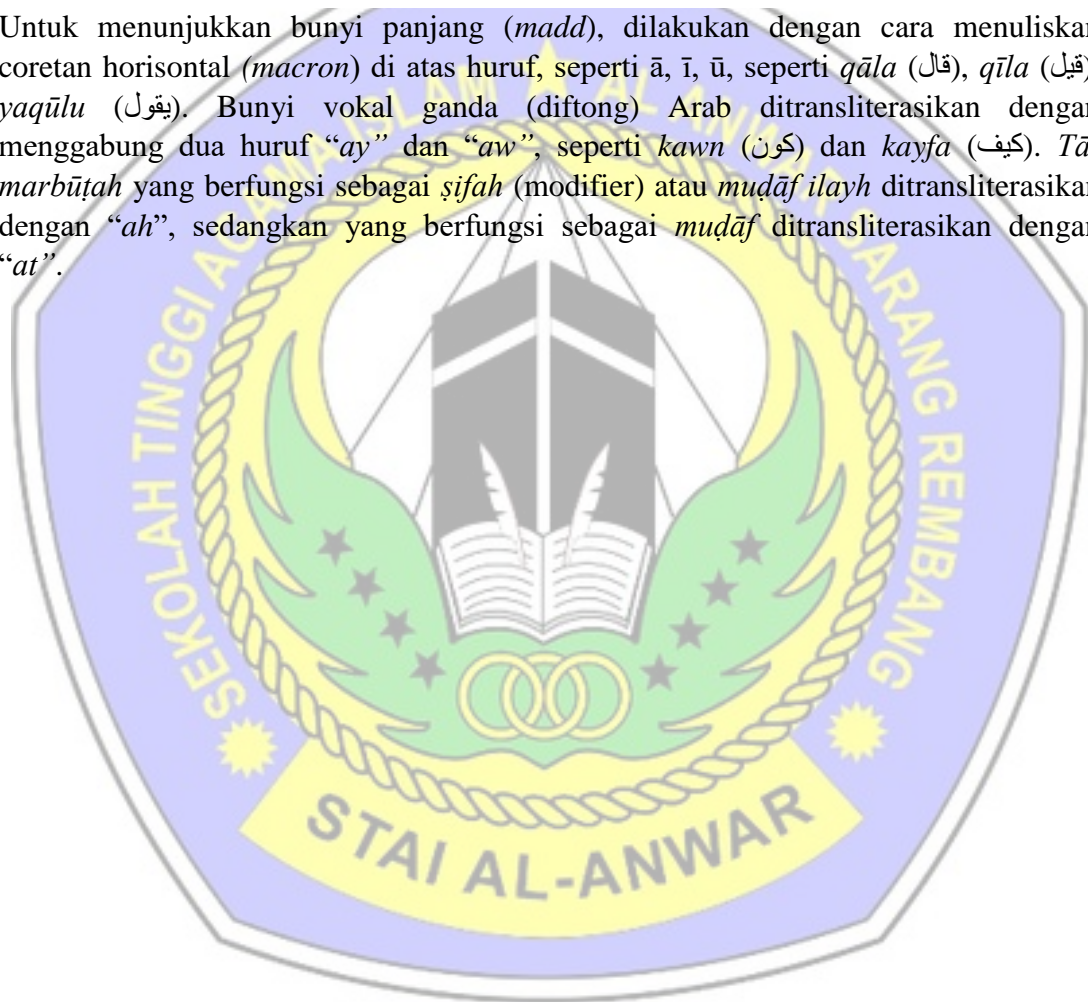 Untuk menunjukkan bunyi panjang (madd), dilakukan dengan cara menuliskan
coretan horisontal (macron) di atas huruf, seperti ā, ī, ū, seperti qāla (قال), qīla (قيل)
yaqūlu (يقول). Bunyi vokal ganda (diftong) Arab ditransliterasikan dengan
menggabung dua huruf “ay” dan “aw”, seperti kawn (كون) dan kayfa (كيف). Tā
marbūṭah yang berfungsi sebagai ṣifah (modifier) atau muḍāf ilayh ditransliterasikan
dengan “ah”, sedangkan yang berfungsi sebagai muḍāf ditransliterasikan dengan
“at”.
SEKOLAH TINGGI AGAMA ISLAM AL ANWAR SARANG REMBANG
STAI AL-ANWAR